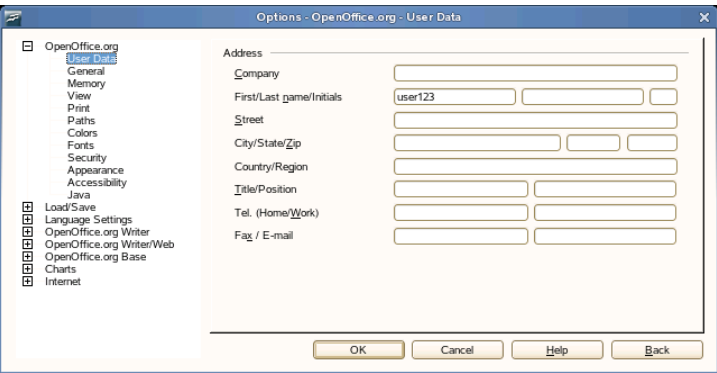 Options - OpenOffice.org - User Data
OpenOffice.org
User Data
General
Memory
View
Print
Paths
Colors
Fonts
Security
Appearance
Accessibility
Java
Load/Save
Language Settings
OpenOffice.org Writer
OpenOffice.org Writer/Web
OpenOffice.org Base
Charts
Internet
Address
Company
First/Last name/Initials user123
Street
City/State/Zip
Country/Region
Title/Position
Tel. (Home/Work)
Fax / E-mail
OK Cancel Help Back